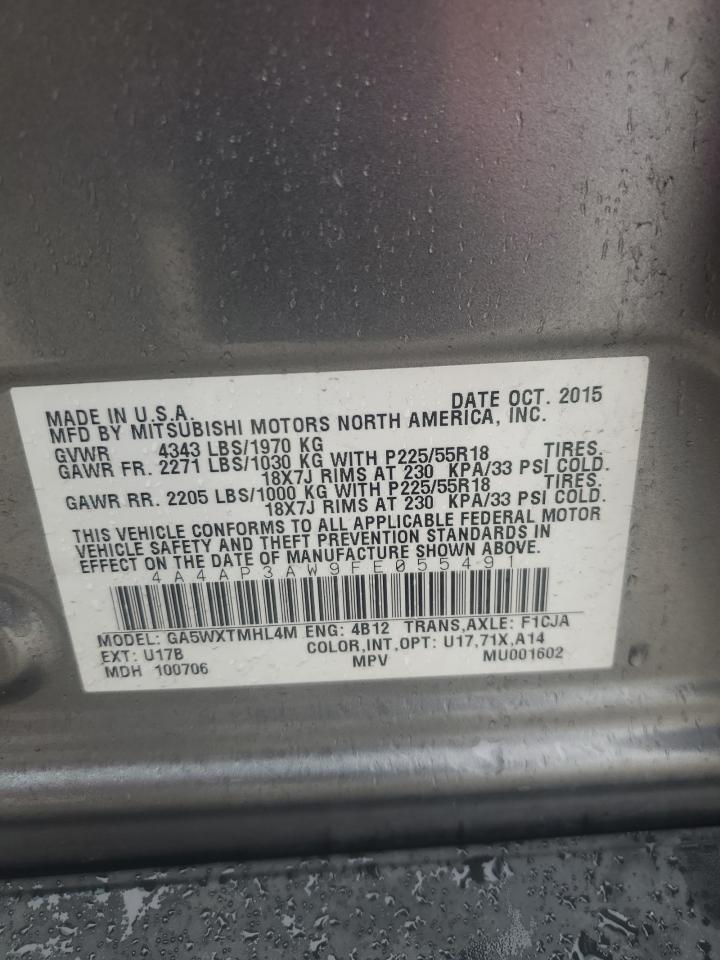 MADE IN U.S.A. DATE OCT. 2015
MFD BY MITSUBISHI MOTORS NORTH AMERICA, INC.
GVWR 4343 LBS/1970 KG
GAWR FR. 2271 LBS/1030 KG WITH P225/55R18 TIRES.
18X7J RIMS AT 230 KPA/33 PSI COLD.
GAWR RR. 2205 LBS/1000 KG WITH P225/55R18 TIRES.
18X7J RIMS AT 230 KPA/33 PSI COLD.
THIS VEHICLE CONFORMS TO ALL APPLICABLE FEDERAL MOTOR
VEHICLE SAFETY AND THEFT PREVENTION STANDARDS IN
EFFECT ON THE DATE OF MANUFACTURE SHOWN ABOVE.
4A4AP3AW9FE055491
MODEL: GA5WXTMHL4M ENG: 4B12 TRANS,AXLE: F1CJA
EXT: U17B COLOR,INT,OPT: U17,71X,A14
MDH 100706 MPV MU001602